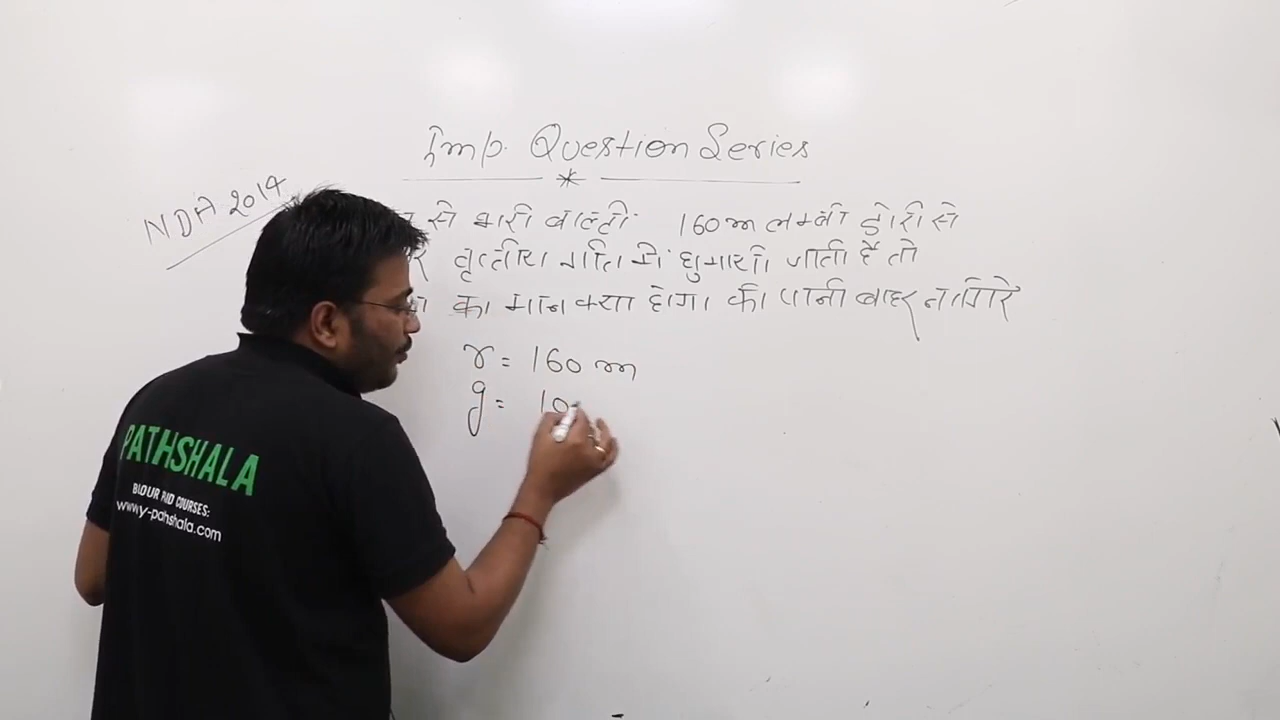 Imp. Question Series
NDA 2014
से भरी बाल्टी 160m लम्बी डोरी से
वृत्तीय गति में घुमायी जाती है तो
का मान क्या होगा की पानी बाहर न गिरे
r = 160 m
g = 10
PATHSHALA
www.y-pathshala.com